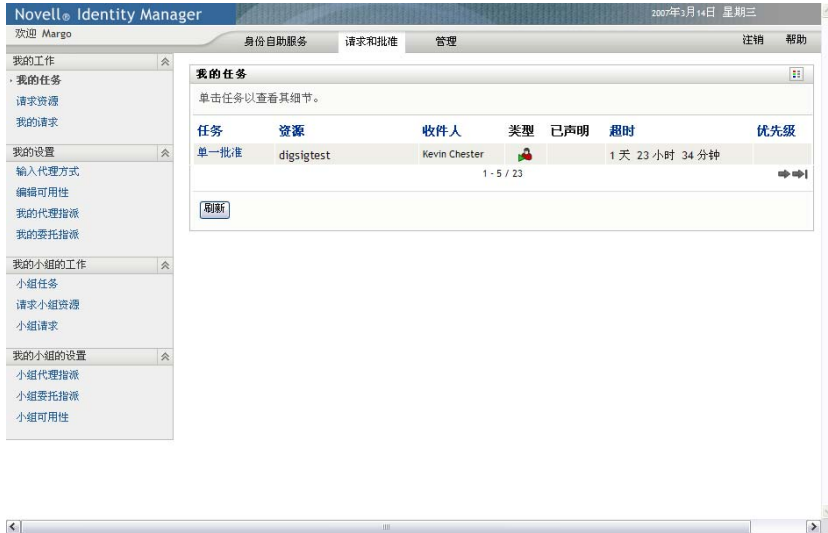 Novell® Identity Manager 2007年3月14日 星期三
欢迎 Margo 身份自助服务 请求和批准 管理 注销 帮助
我的工作
我的任务
请求资源
我的请求
我的设置
输入代理方式
编辑可用性
我的代理指派
我的委托指派
我的小组的工作
小组任务
请求小组资源
小组请求
我的小组的设置
小组代理指派
小组委托指派
小组可用性
我的任务
单击任务以查看其细节。
任务 资源 收件人 类型 已声明 超时 优先级
单一批准 digsigtest Kevin Chester 1 天 23 小时 34 分钟
1 - 5 / 23
刷新